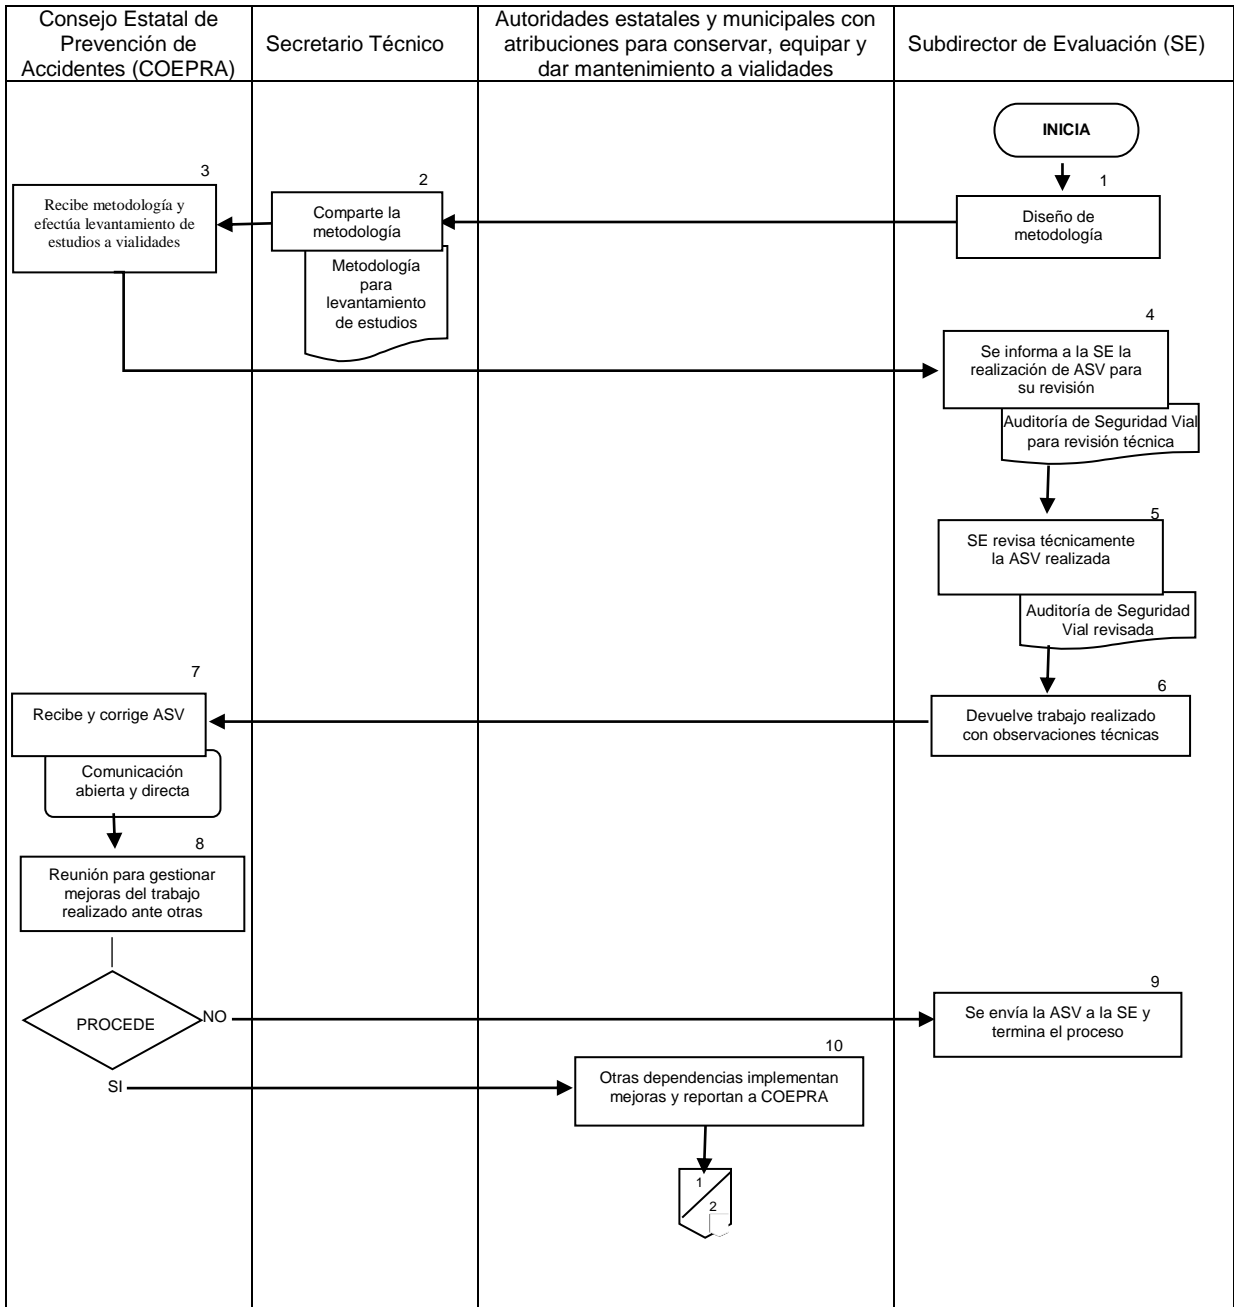 Consejo Estatal de
Prevención de
Accidentes (COEPRA)
Secretario Técnico
Autoridades estatales y municipales con
atribuciones para conservar, equipar y
dar mantenimiento a vialidades
Subdirector de Evaluación (SE)
INICIA
1
Diseño de
metodología
2
Comparte la
metodología
Metodología
para
levantamiento
de estudios
3
Recibe metodología y
efectúa levantamiento de
estudios a vialidades
4
Se informa a la SE la
realización de ASV para
su revisión
Auditoría de Seguridad Vial
para revisión técnica
5
SE revisa técnicamente
la ASV realizada
Auditoría de Seguridad
Vial revisada
6
Devuelve trabajo realizado
con observaciones técnicas
7
Recibe y corrige ASV
Comunicación
abierta y directa
8
Reunión para gestionar
mejoras del trabajo
realizado ante otras
PROCEDE
NO
9
Se envía la ASV a la SE y
termina el proceso
SI
10
Otras dependencias implementan
mejoras y reportan a COEPRA
1
2